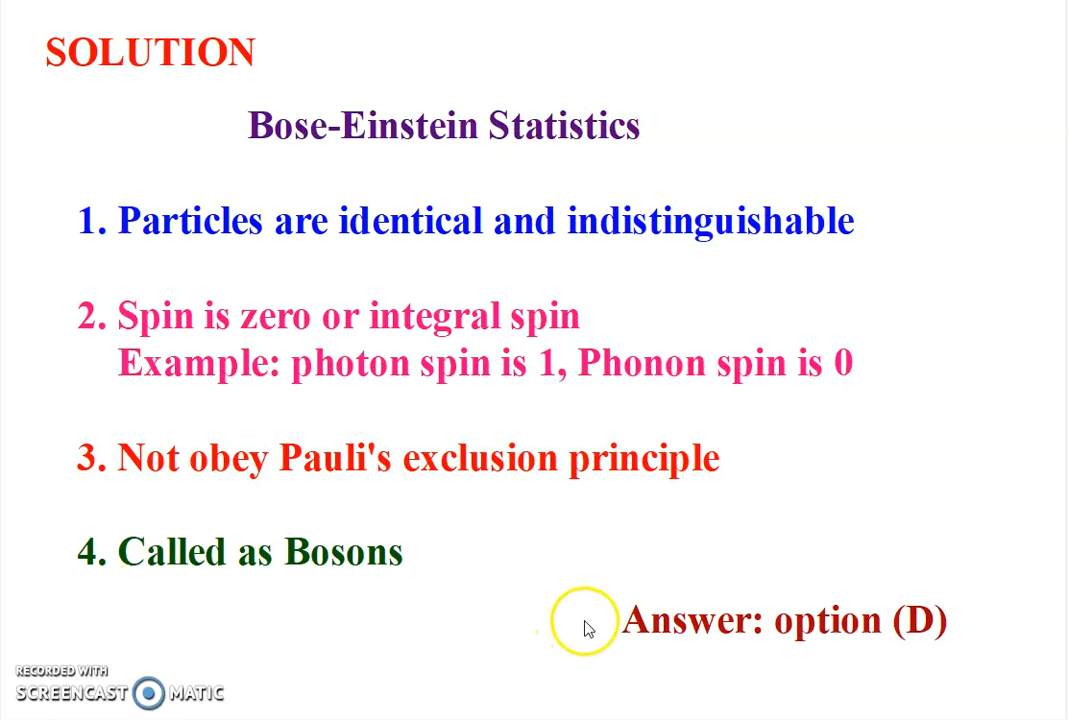 SOLUTION
Bose-Einstein Statistics
1. Particles are identical and indistinguishable
2. Spin is zero or integral spin
Example: photon spin is 1, Phonon spin is 0
3. Not obey Pauli's exclusion principle
4. Called as Bosons
Answer: option (D)
RECORDED WITH
SCREENCAST MATIC